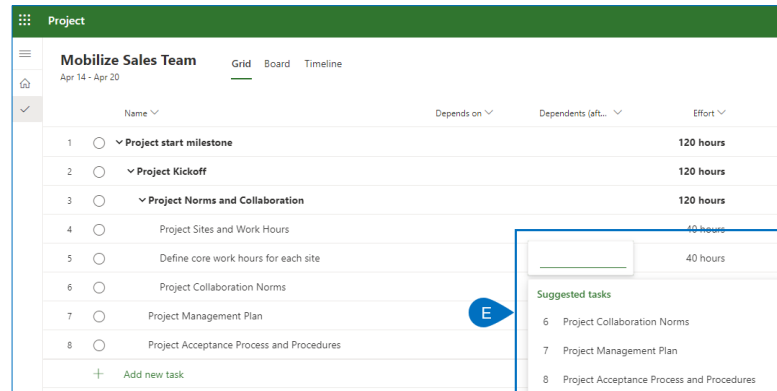 Project
Mobilize Sales Team Grid Board Timeline
Apr 14 - Apr 20
Name Depends on Dependents (aft... Effort
1 Project start milestone 120 hours
2 Project Kickoff 120 hours
3 Project Norms and Collaboration 120 hours
4 Project Sites and Work Hours 40 hours
5 Define core work hours for each site 40 hours
6 Project Collaboration Norms
Suggested tasks
E
6 Project Collaboration Norms
7 Project Management Plan
7 Project Management Plan
8 Project Acceptance Process and Procedures
Add new task
8 Project Acceptance Process and Procedures